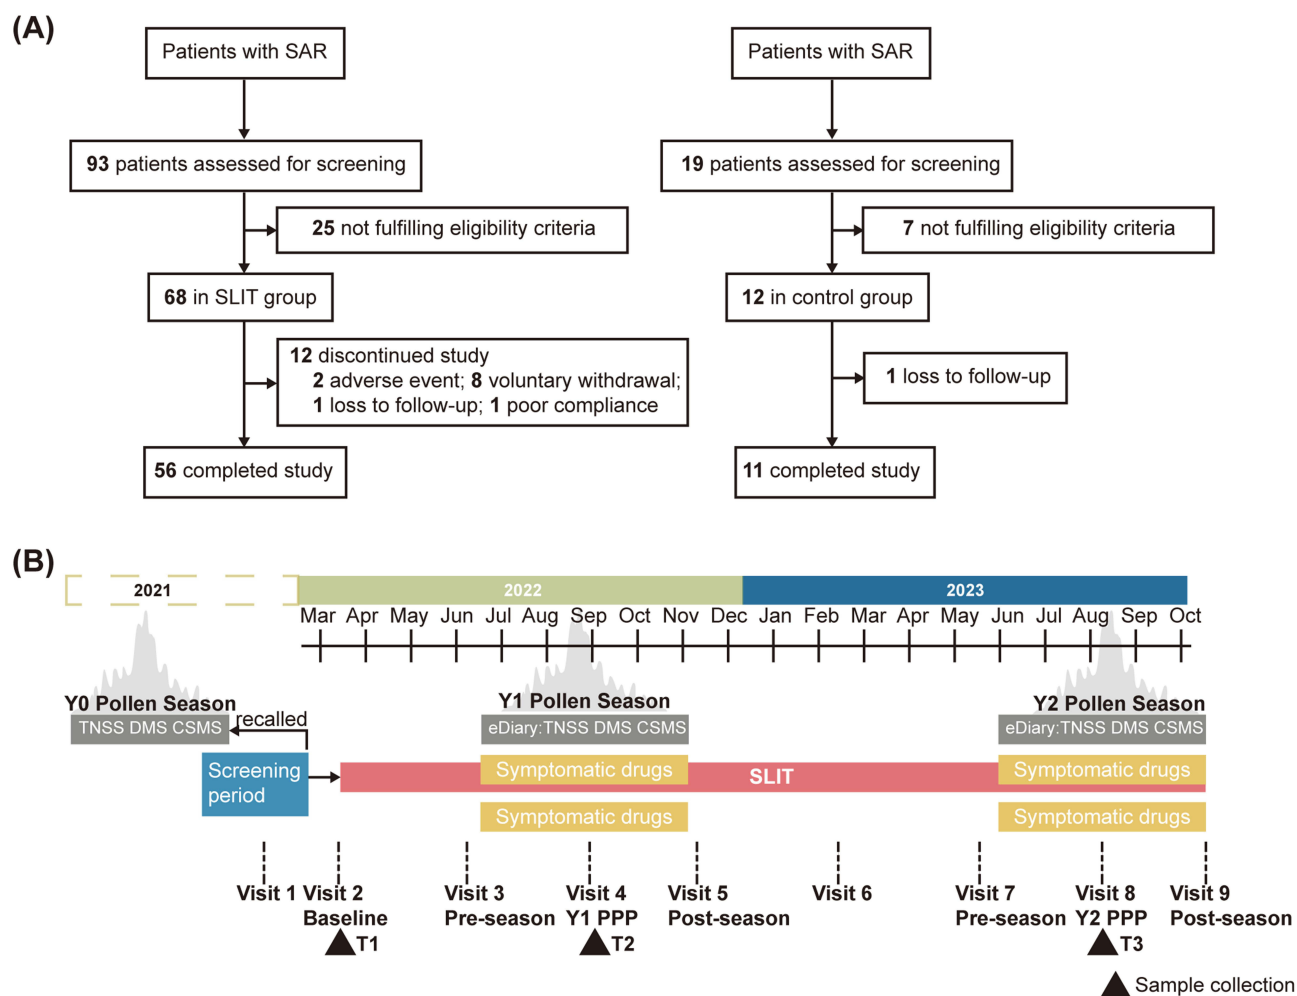 (A)
Patients with SAR
93 patients assessed for screening
25 not fulfilling eligibility criteria
68 in SLIT group
12 discontinued study
2 adverse event; 8 voluntary withdrawal;
1 loss to follow-up; 1 poor compliance
56 completed study
Patients with SAR
19 patients assessed for screening
7 not fulfilling eligibility criteria
12 in control group
1 loss to follow-up
11 completed study
(B)
2021 2022 2023
Mar Apr May Jun Jul Aug Sep Oct Nov Dec Jan Feb Mar Apr May Jun Jul Aug Sep Oct
Y0 Pollen Season
TNSS DMS CSMS
recalled
Y1 Pollen Season
eDiary:TNSS DMS CSMS
Y2 Pollen Season
eDiary:TNSS DMS CSMS
Screening
period
Symptomatic drugs
SLIT
Symptomatic drugs
Symptomatic drugs
Symptomatic drugs
Visit 1
Visit 2
Baseline
T1
Visit 3
Pre-season
Visit 4
Y1 PPP
T2
Visit 5
Post-season
Visit 6
Visit 7
Pre-season
Visit 8
Y2 PPP
T3
Visit 9
Post-season
Sample collection